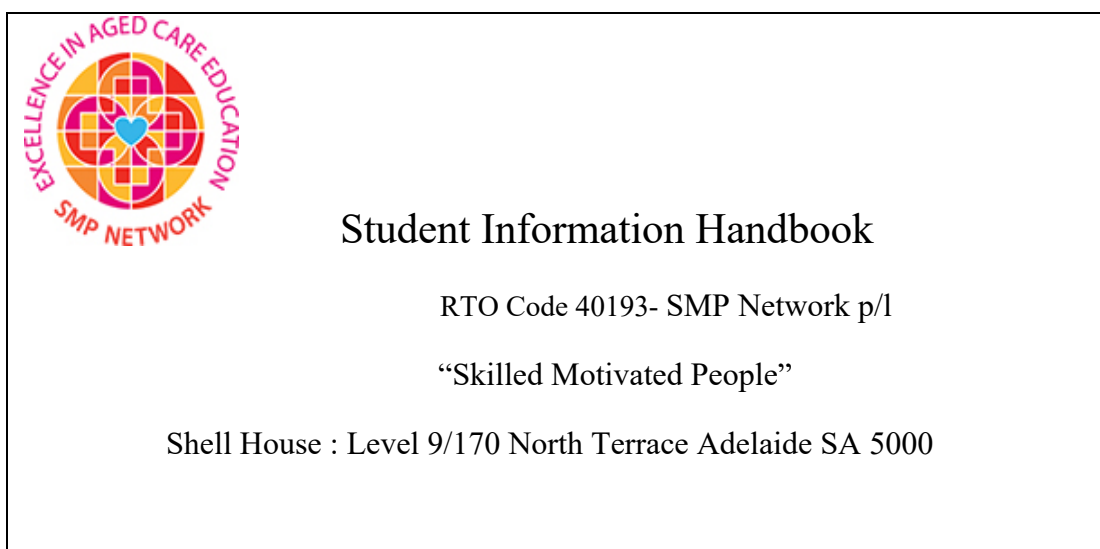 EXCELLENCE IN AGED CARE EDUCATION
SMP NETWORK
Student Information Handbook
RTO Code 40193- SMP Network p/l
“Skilled Motivated People”
Shell House : Level 9/170 North Terrace Adelaide SA 5000